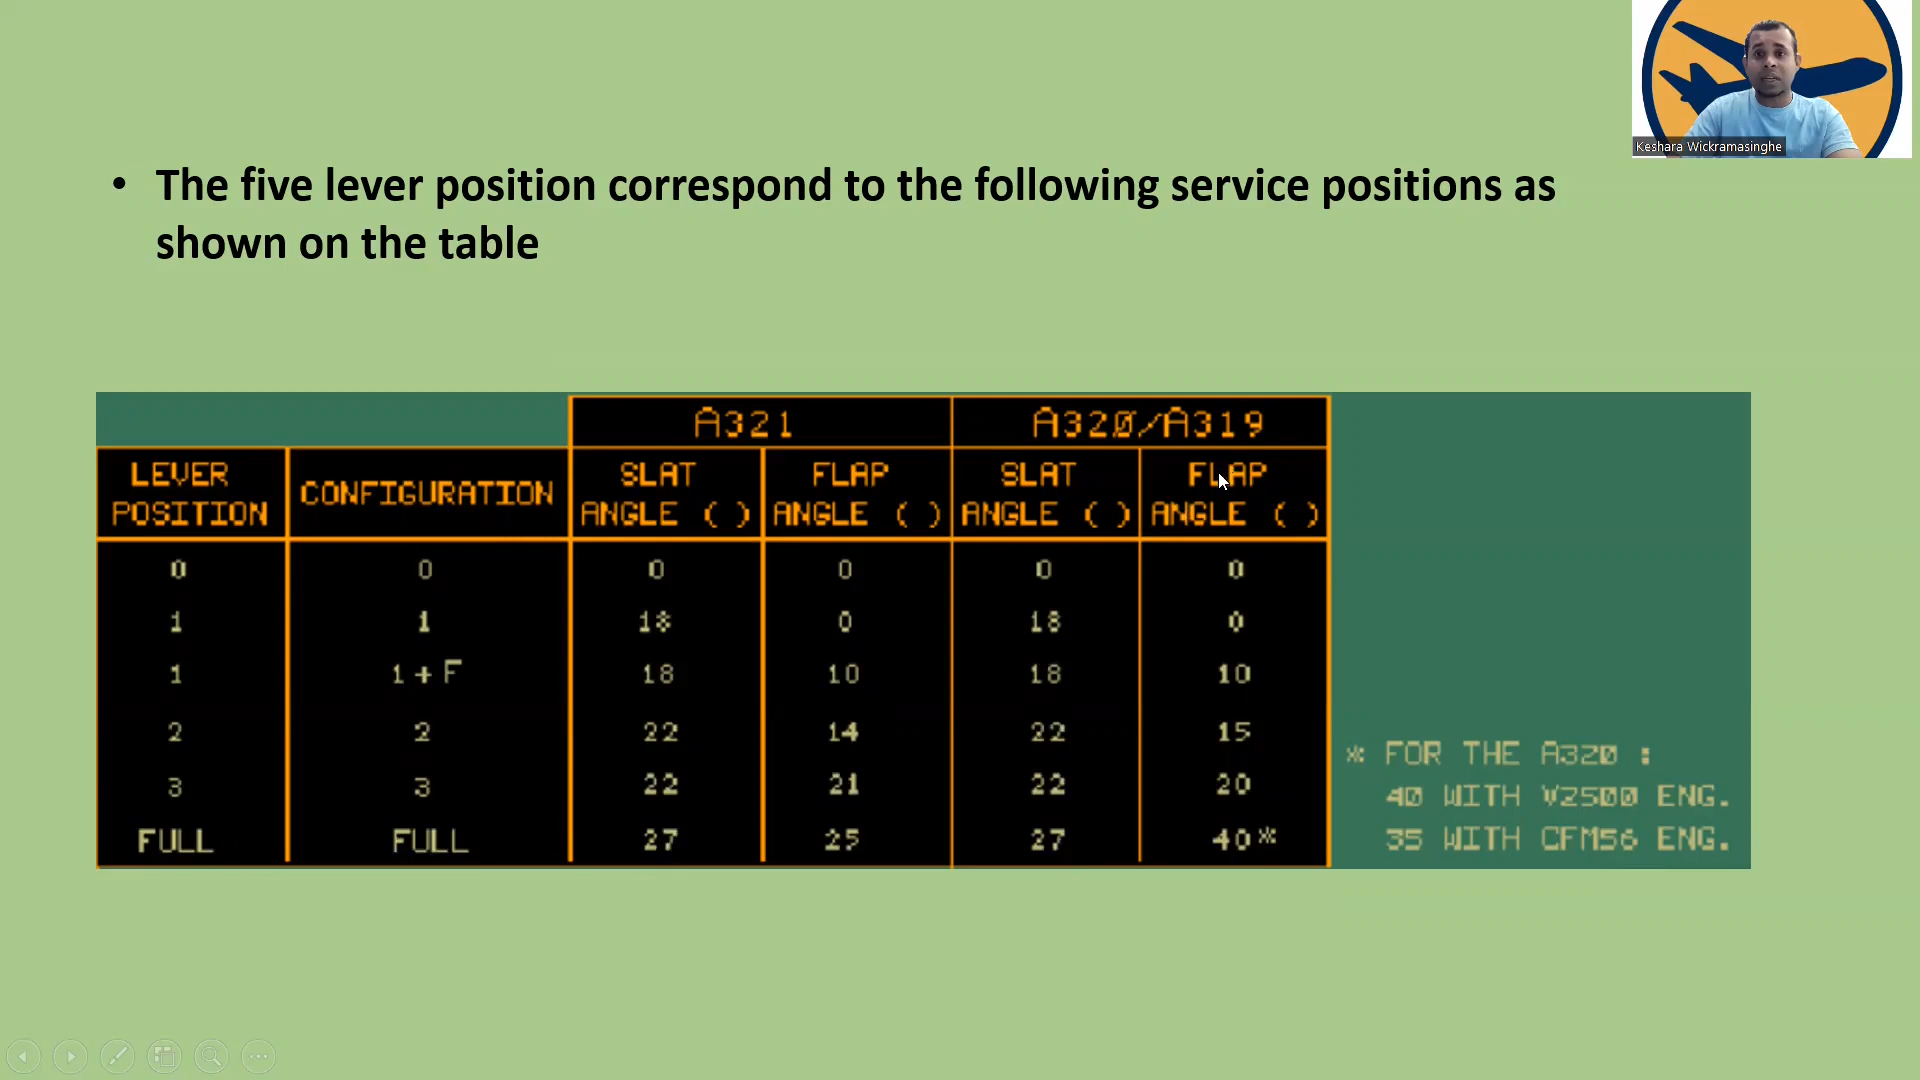 Keshara Wickramasinghe
• The five lever position correspond to the following service positions as
shown on the table
A321 A320/A319
LEVER POSITION CONFIGURATION SLAT ANGLE ( ) FLAP ANGLE ( ) SLAT ANGLE ( ) FLAP ANGLE ( )
0 0 0 0 0 0
1 1 18 0 18 0
1 1 + F 18 10 18 10
2 2 22 14 22 15
3 3 22 21 22 20
FULL FULL 27 25 27 40*
* FOR THE A320 :
40 WITH V2500 ENG.
35 WITH CFM56 ENG.